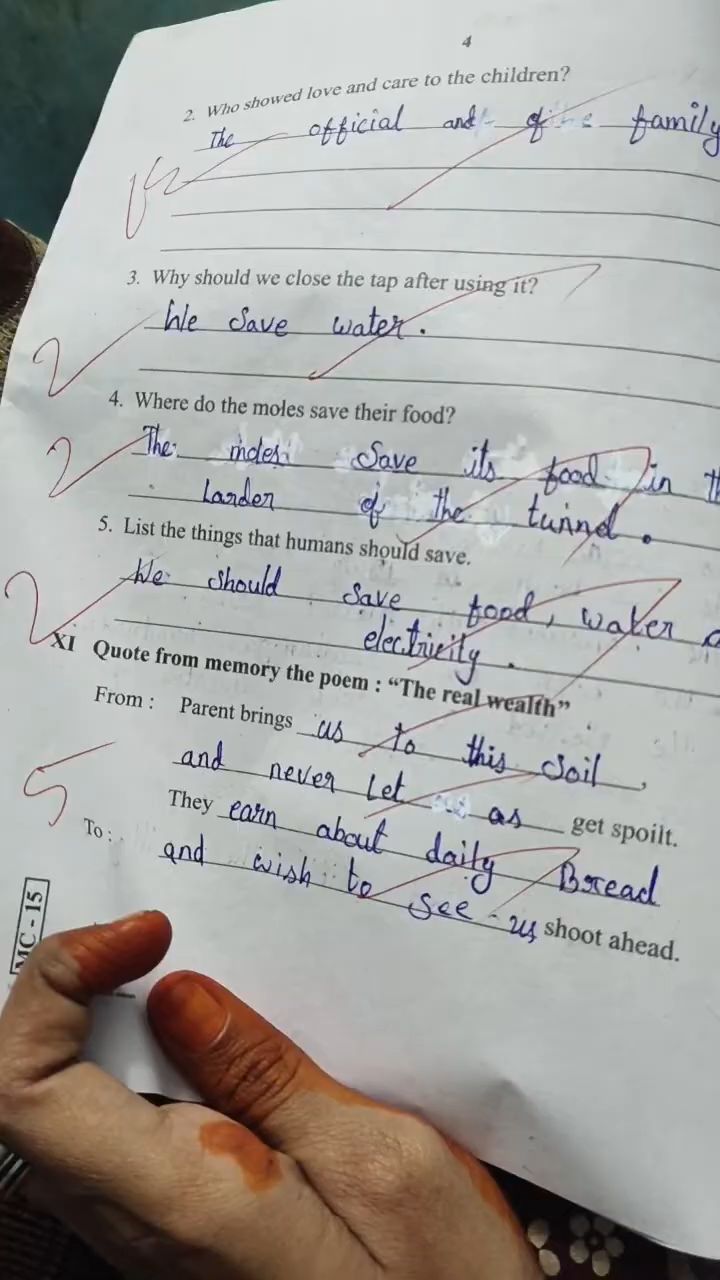 4
2. Who showed love and care to the children?
The official and of family
3. Why should we close the tap after using it?
We save water.
2
4. Where do the moles save their food?
The moles save its food in
2
Larder of the tunnel.
5. List the things that humans should save.
We should save food, water
2
electricity.
XI Quote from memory the poem : "The real wealth"
From : Parent brings us to this soil,
and never let as get spoilt.
5
They earn about daily Bread
To : and wish to see us shoot ahead.
MC - 15